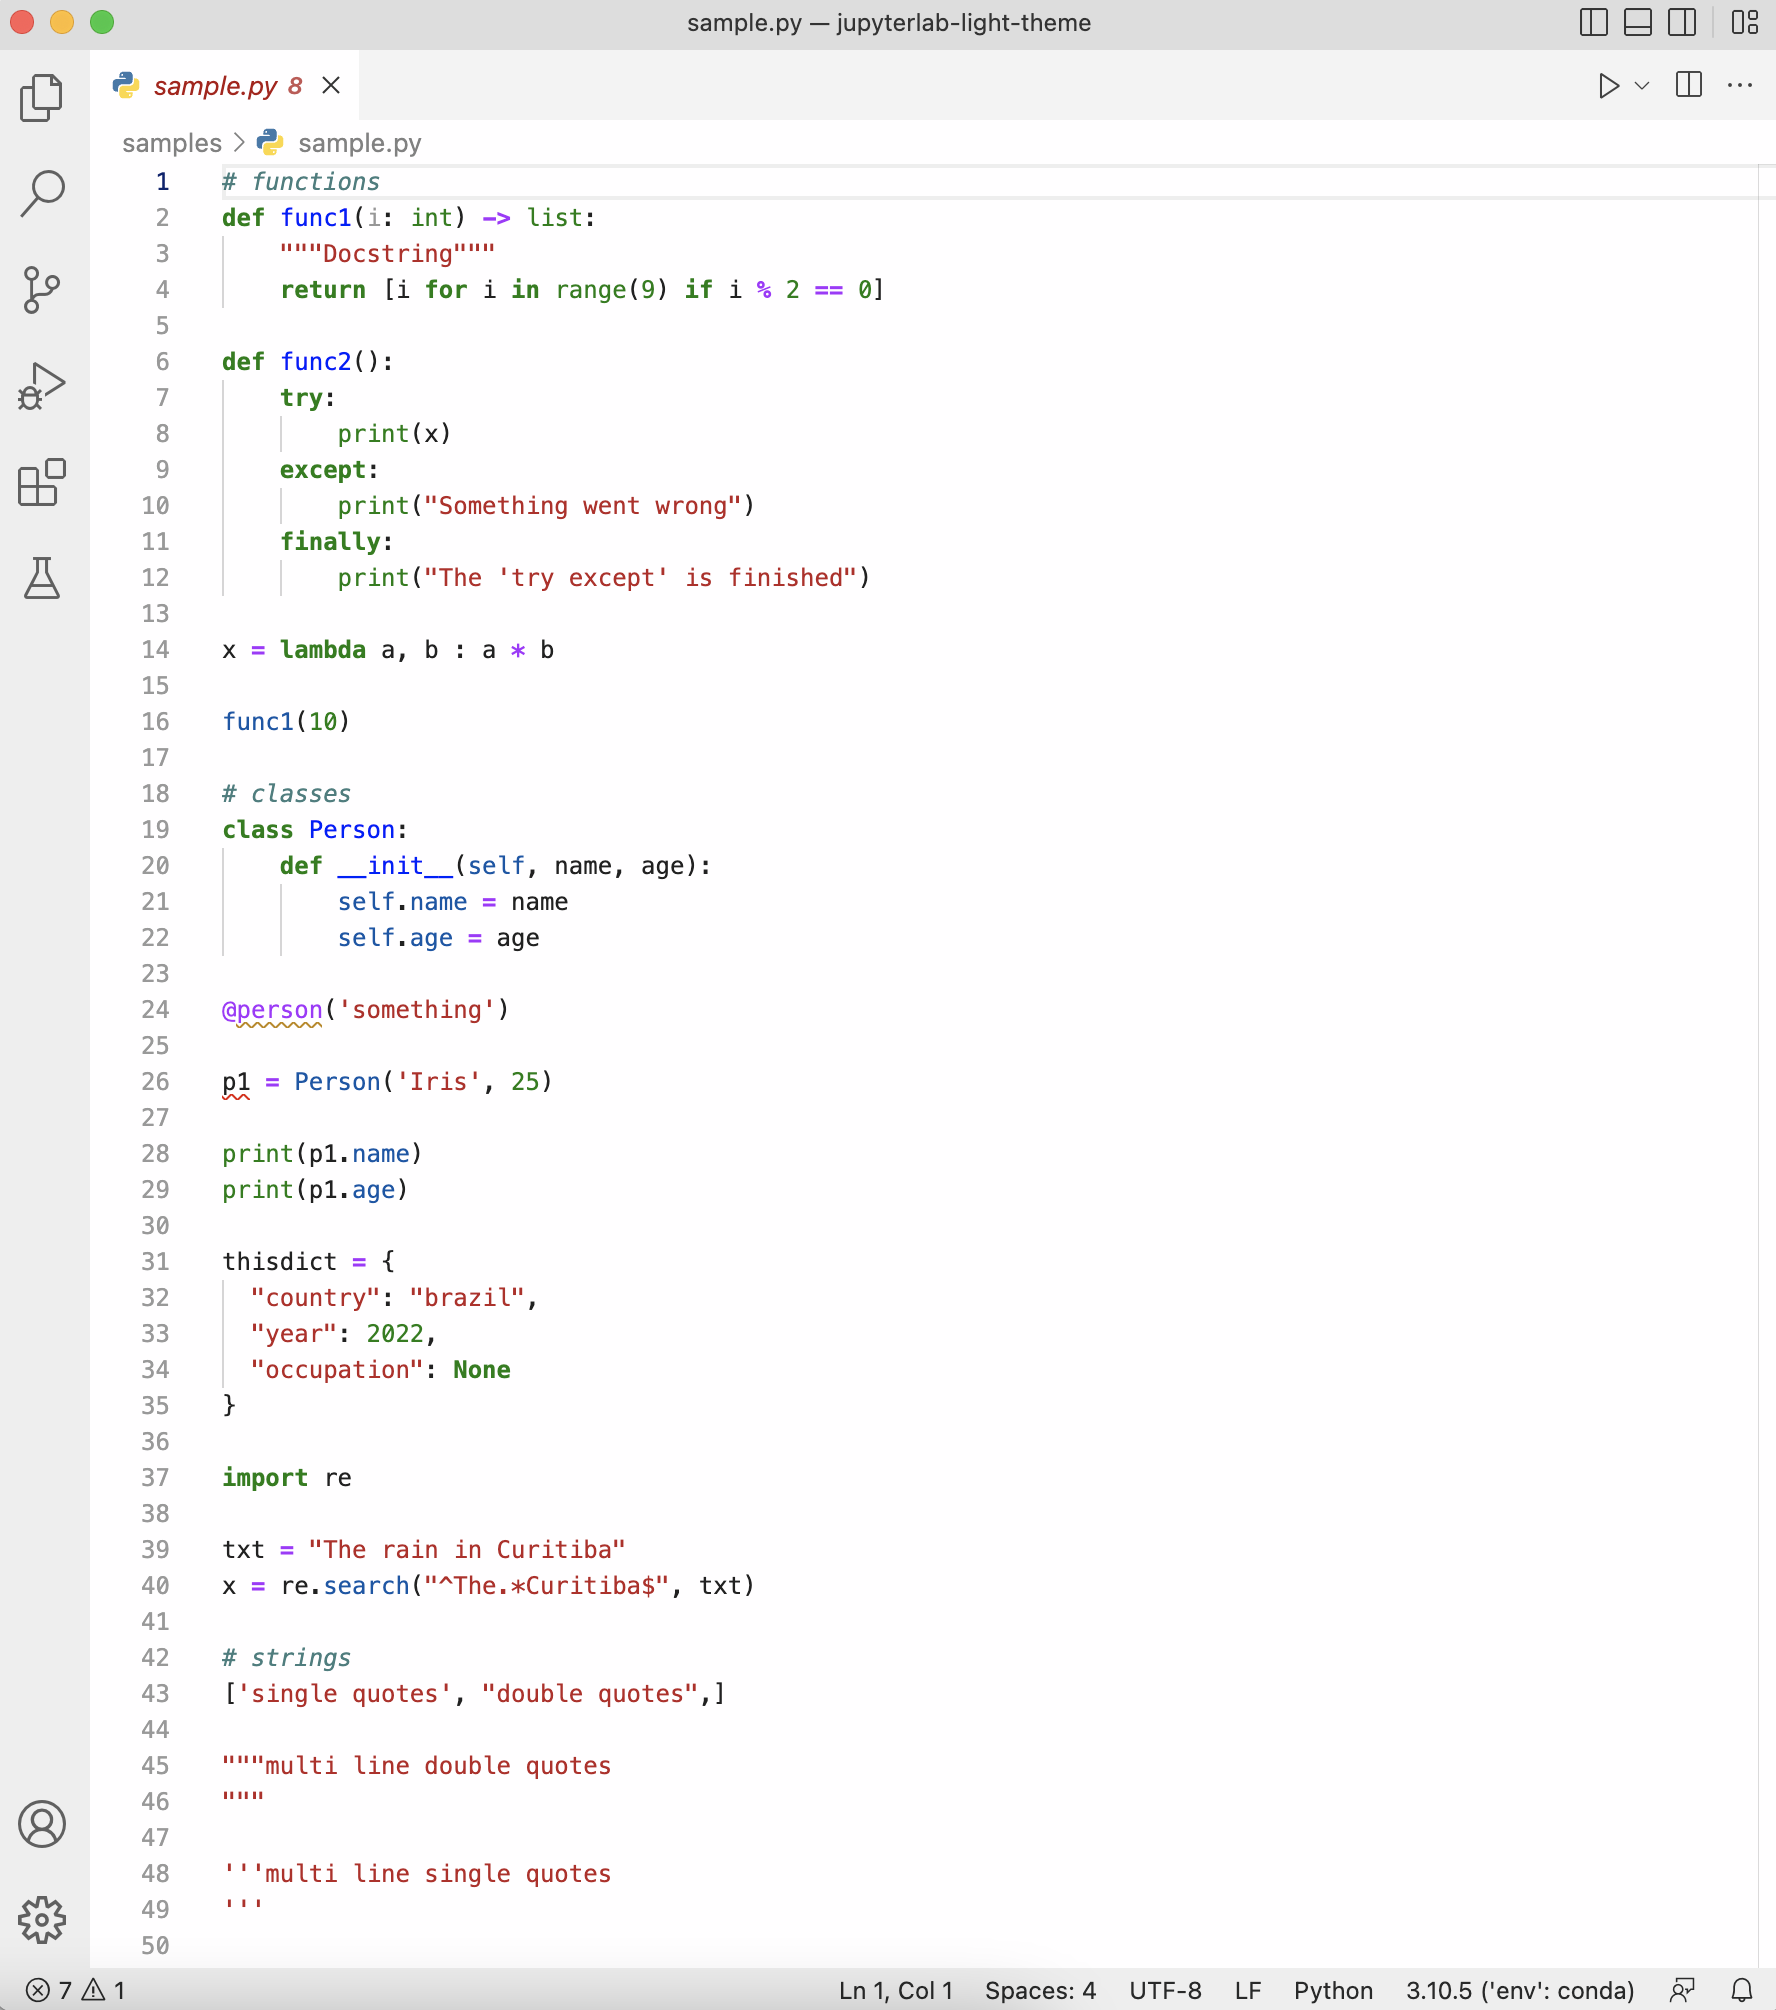 sample.py — jupyterlab-light-theme
sample.py 8
samples > sample.py
1 # functions
2 def func1(i: int) -> list:
3     """Docstring"""
4     return [i for i in range(9) if i % 2 == 0]
5
6 def func2():
7     try:
8         print(x)
9     except:
10         print("Something went wrong")
11     finally:
12         print("The 'try except' is finished")
13
14 x = lambda a, b : a * b
15
16 func1(10)
17
18 # classes
19 class Person:
20     def __init__(self, name, age):
21         self.name = name
22         self.age = age
23
24 @person('something')
25
26 p1 = Person('Iris', 25)
27
28 print(p1.name)
29 print(p1.age)
30
31 thisdict = {
32   "country": "brazil",
33   "year": 2022,
34   "occupation": None
35 }
36
37 import re
38
39 txt = "The rain in Curitiba"
40 x = re.search("^The.*Curitiba$", txt)
41
42 # strings
43 ['single quotes', "double quotes",]
44
45 """multi line double quotes
46 """
47
48 '''multi line single quotes
49 '''
50
7 1 Ln 1, Col 1 Spaces: 4 UTF-8 LF Python 3.10.5 ('env': conda)